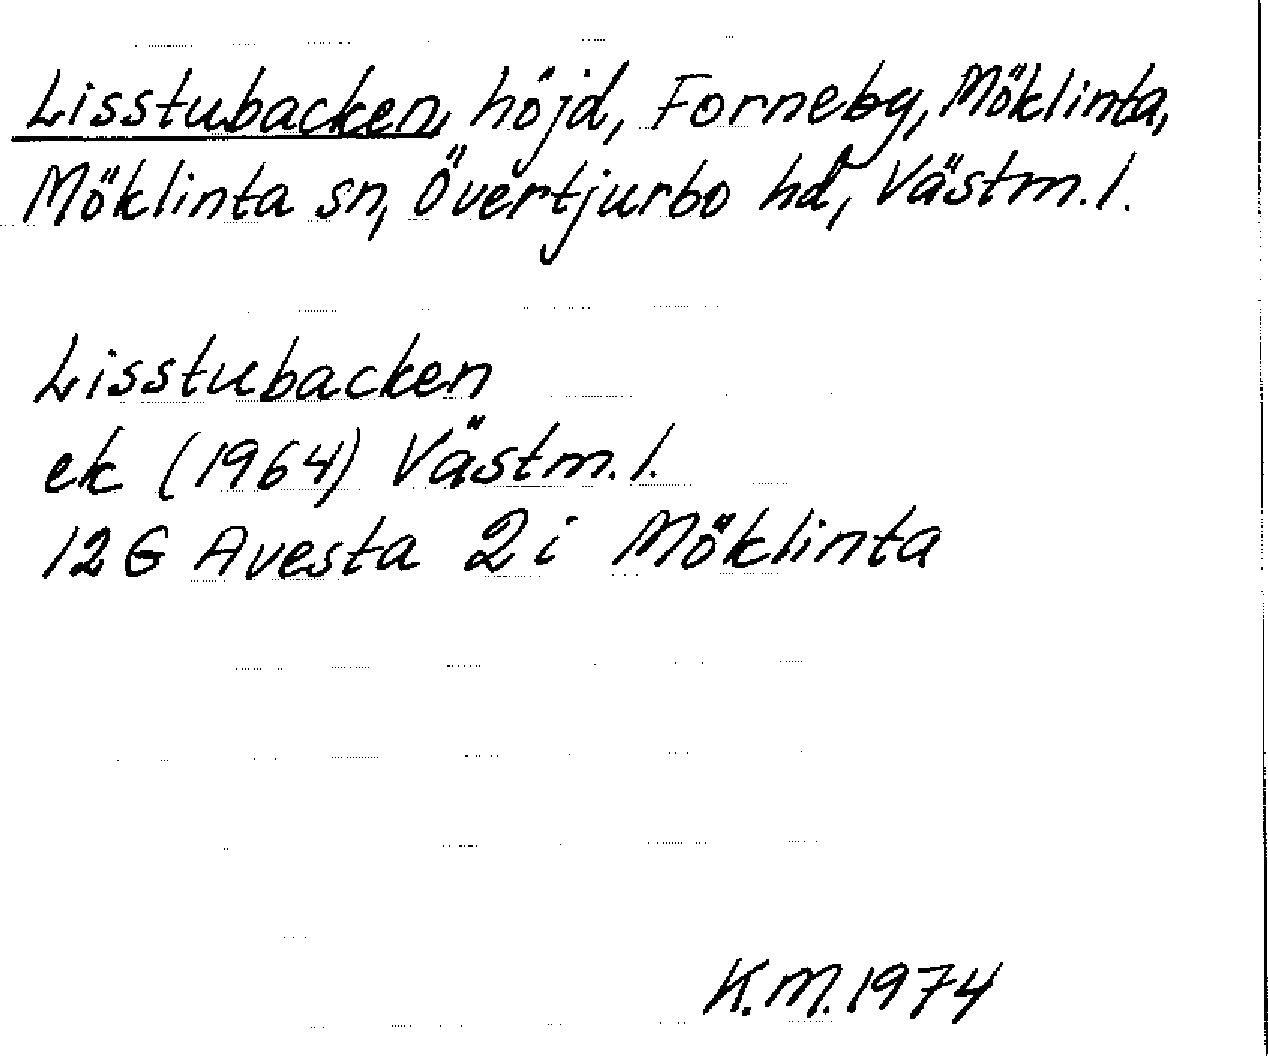 Lisstubacken, höjd, Forneby, Möklinta,
Möklinta sn, Övertjurbo hd, Västm.l.
Lisstubacken
ek (1964) Västm.l.
12G Avesta 2i Möklinta
K.M.1974